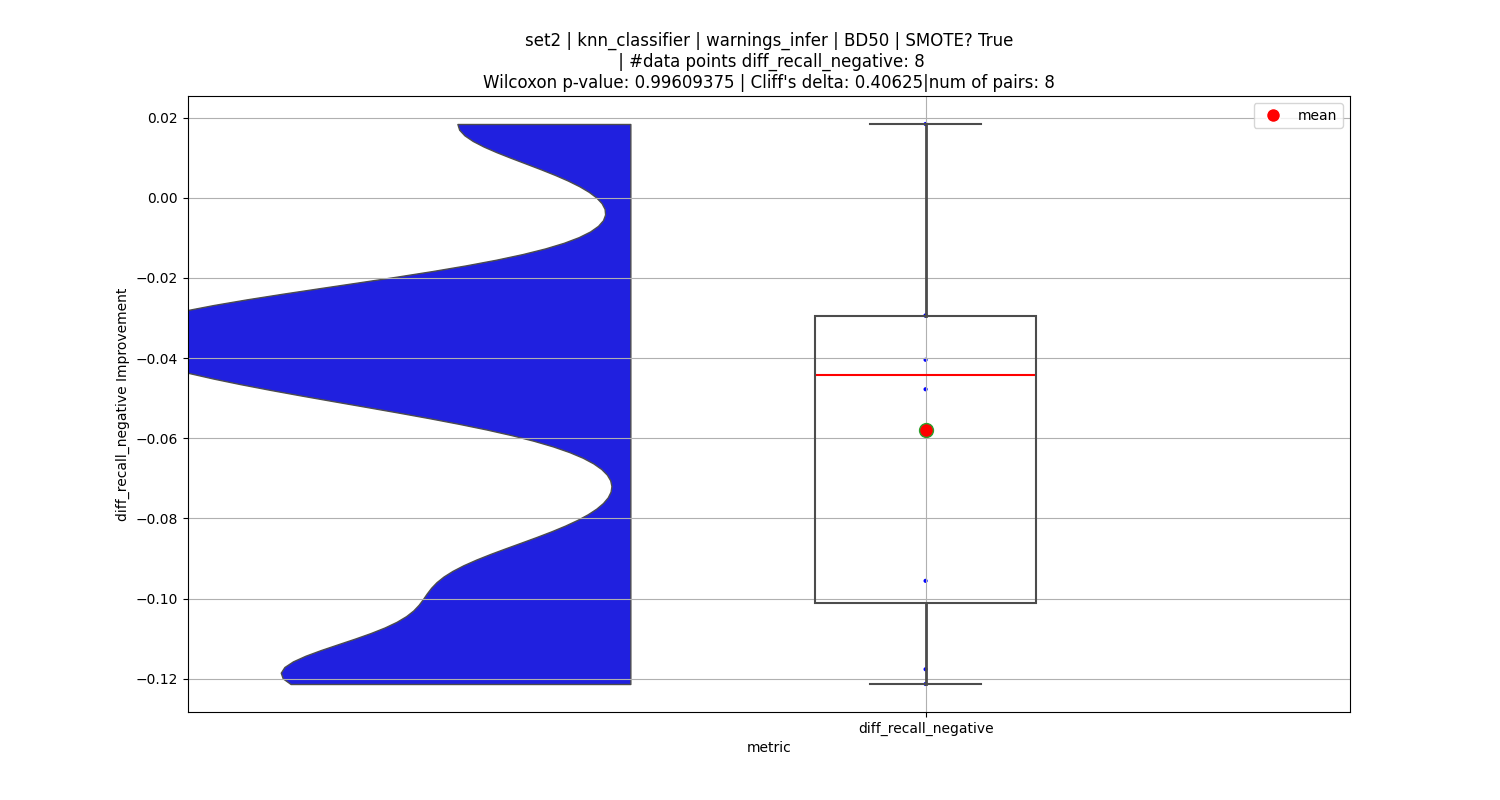 set2 | knn_classifier | warnings_infer | BD50 | SMOTE? True
| #data points diff_recall_negative: 8
Wilcoxon p-value: 0.99609375 | Cliff's delta: 0.40625|num of pairs: 8
mean
0.02
0.00
−0.02
−0.04
−0.06
−0.08
−0.10
−0.12
diff_recall_negative Improvement
diff_recall_negative
metric